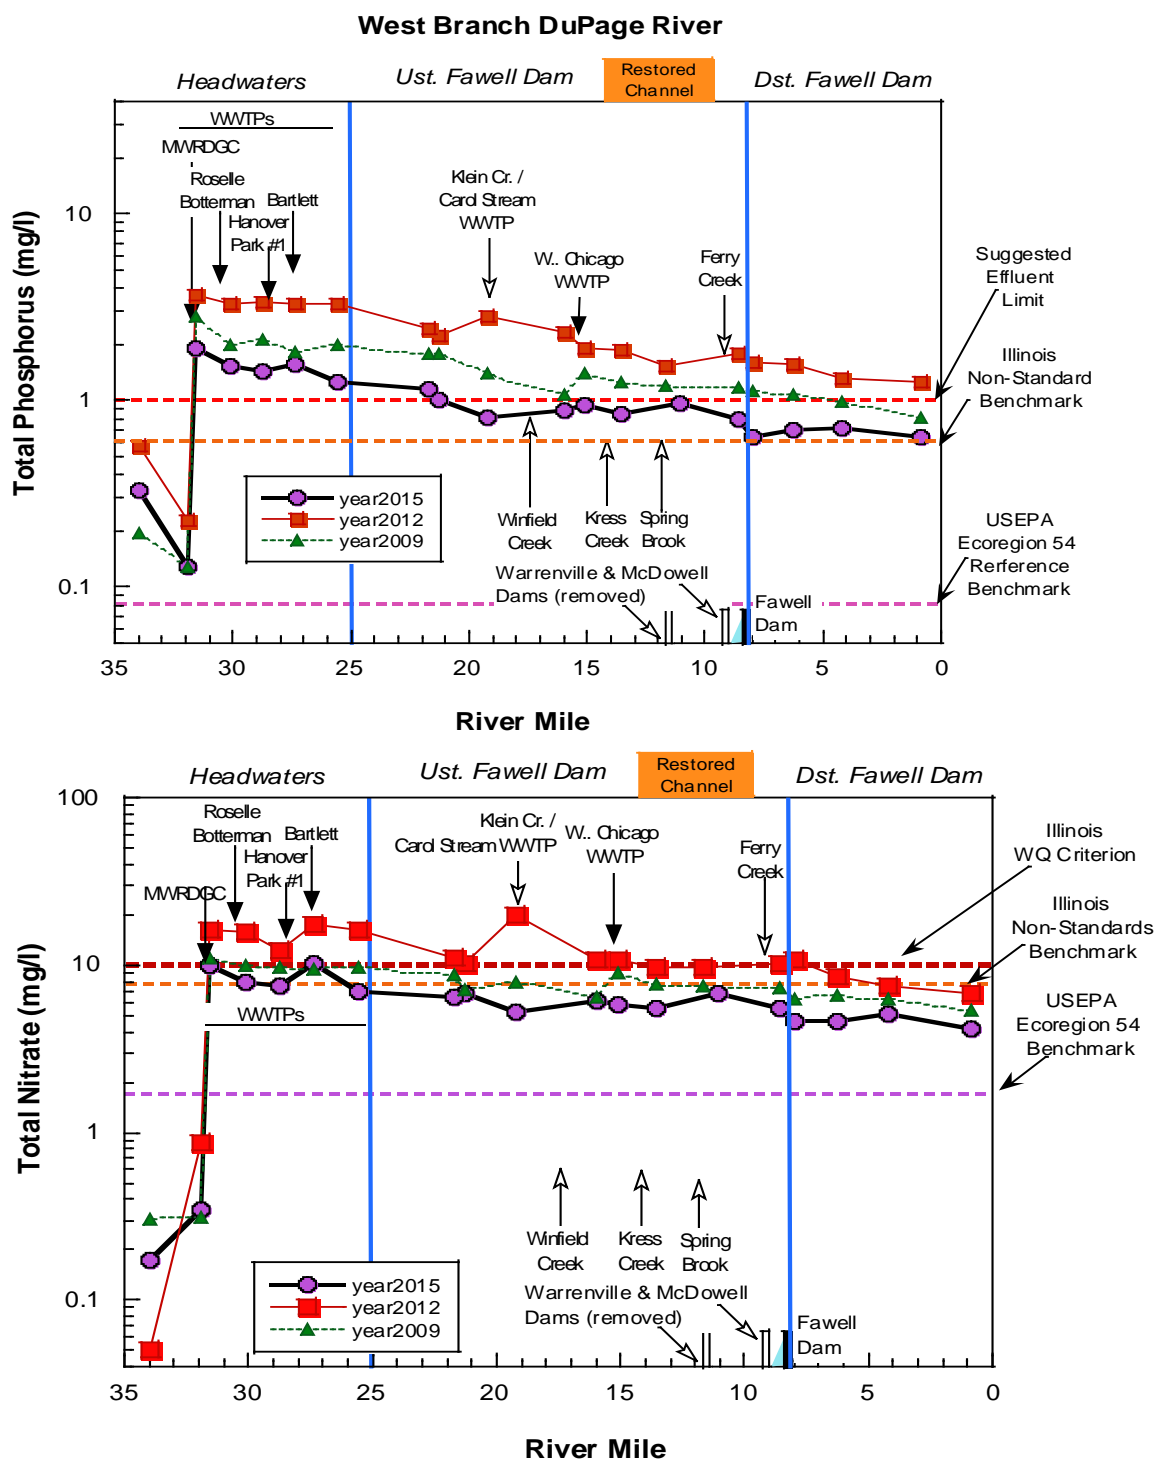 West Branch DuPage River
Headwaters
Ust. Fawell Dam
Restored
Channel
Dst. Fawell Dam
WWTPs
MWRDGC
Roselle
Botterman
Bartlett
Hanover
Park #1
Klein Cr. /
Carol Stream
WWTP
W.. Chicago
WWTP
Ferry
Creek
Suggested
Effluent
Limit
Illinois
Non-Standard
Benchmark
USEPA
Ecoregion 54
Rerference
Benchmark
Total Phosphorus (mg/l)
10
1
0.1
year2015
year2012
year2009
Winfield
Creek
Kress
Creek
Spring
Brook
Warrenville & McDowell
Dams (removed)
Fawell
Dam
35 30 25 20 15 10 5 0
River Mile
Headwaters
Ust. Fawell Dam
Restored
Channel
Dst. Fawell Dam
Roselle
Botterman
Bartlett
Hanover
Park #1
MWRDGC
WWTPs
Klein Cr. /
Carol Stream WWTP
W.. Chicago
WWTP
Ferry
Creek
Illinois
WQ Criterion
Illinois
Non-Standards
Benchmark
USEPA
Ecoregion 54
Benchmark
Total Nitrate (mg/l)
100
10
1
0.1
Winfield
Creek
Kress
Creek
Spring
Brook
year2015
year2012
year2009
Warrenville & McDowell
Dams (removed)
Fawell
Dam
35 30 25 20 15 10 5 0
River Mile